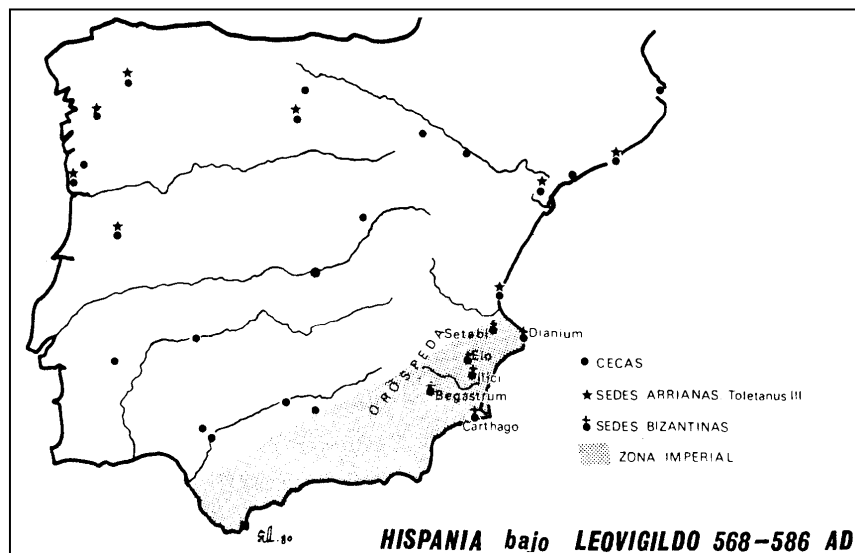 Setabi
Dianium
Elo
Ilici
OROSPEDA
Begastrum
Carthago
CECAS
SEDES ARRIANAS Toletanus III
SEDES BIZANTINAS
ZONA IMPERIAL
HISPANIA bajo LEOVIGILDO 568-586 AD